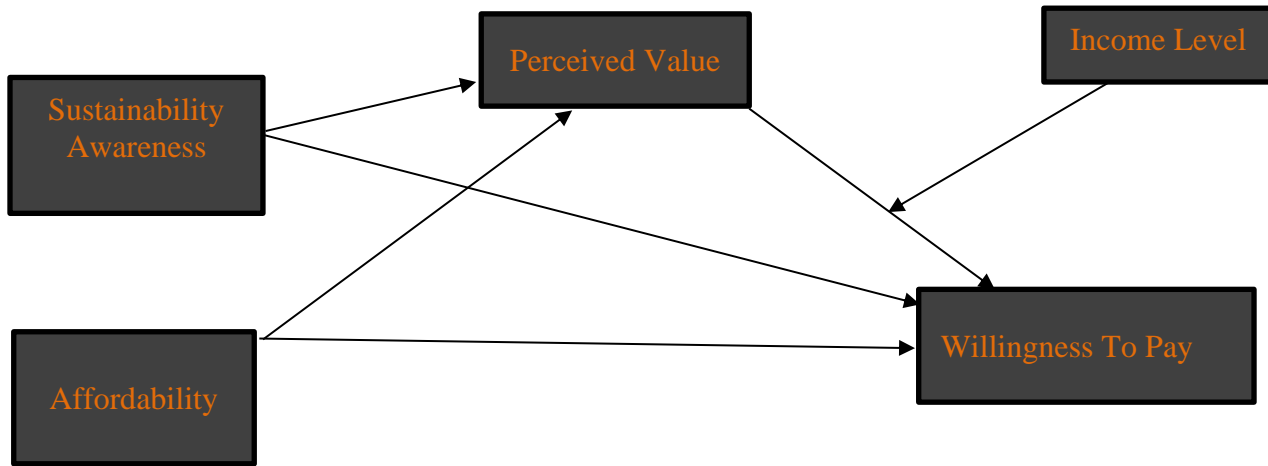 Perceived Value
Income Level
Sustainability
Awareness
Willingness To Pay
Affordability